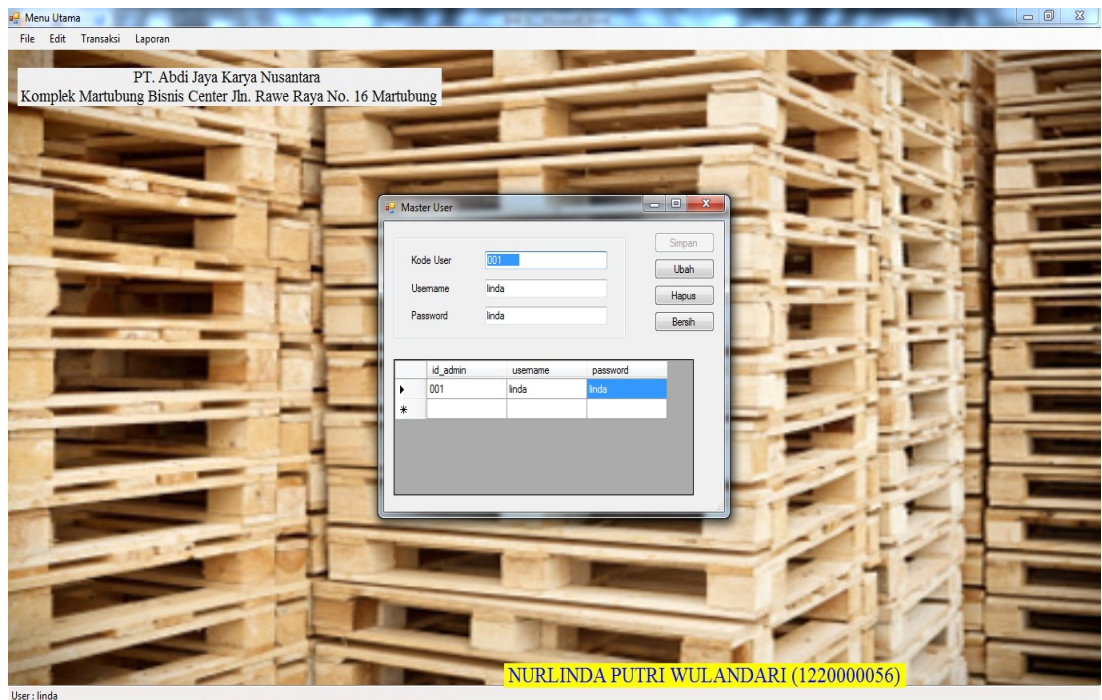 Menu Utama
File Edit Transaksi Laporan
PT. Abdi Jaya Karya Nusantara
Komplek Martubung Bisnis Center Jln. Rawe Raya No. 16 Martubung
Master User
Kode User 001
Username linda
Password linda
Simpan
Ubah
Hapus
Bersih
id_admin username password
001 linda linda
NURLINDA PUTRI WULANDARI (1220000056)
User : linda